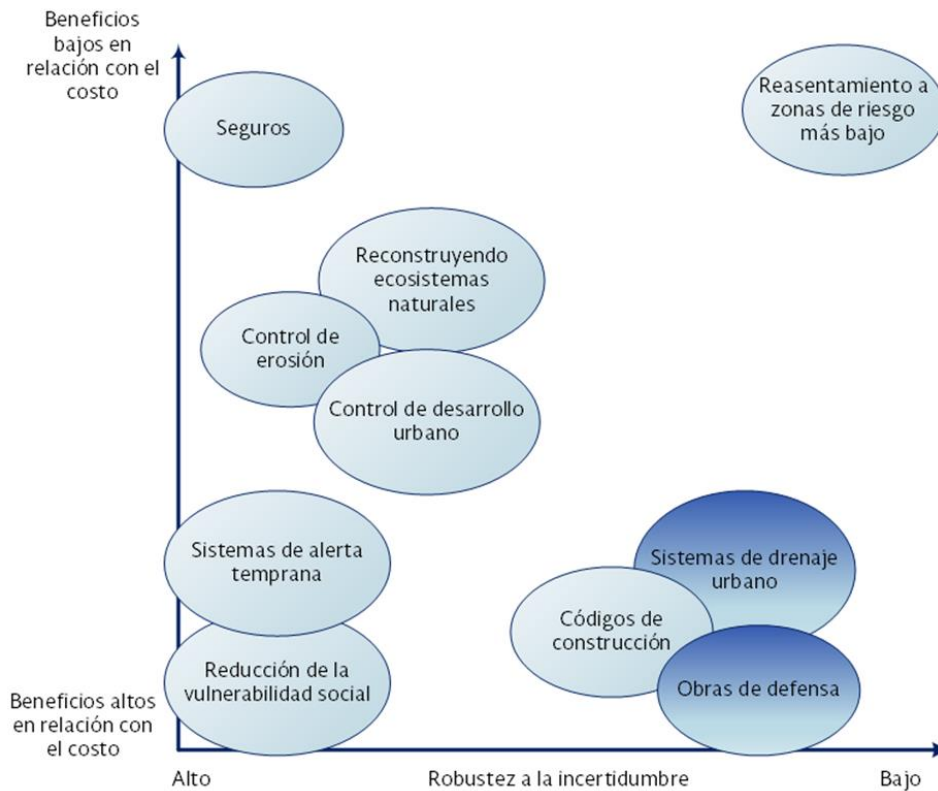 Beneficios
bajos en
relación con el
costo
Seguros
Reasentamiento a
zonas de riesgo
más bajo
Reconstruyendo
ecosistemas
naturales
Control de
erosión
Control de desarrollo
urbano
Sistemas de alerta
temprana
Sistemas de drenaje
urbano
Códigos de
construcción
Reducción de la
vulnerabilidad social
Obras de defensa
Beneficios altos
en relación con
el costo
Alto
Robustez a la incertidumbre
Bajo